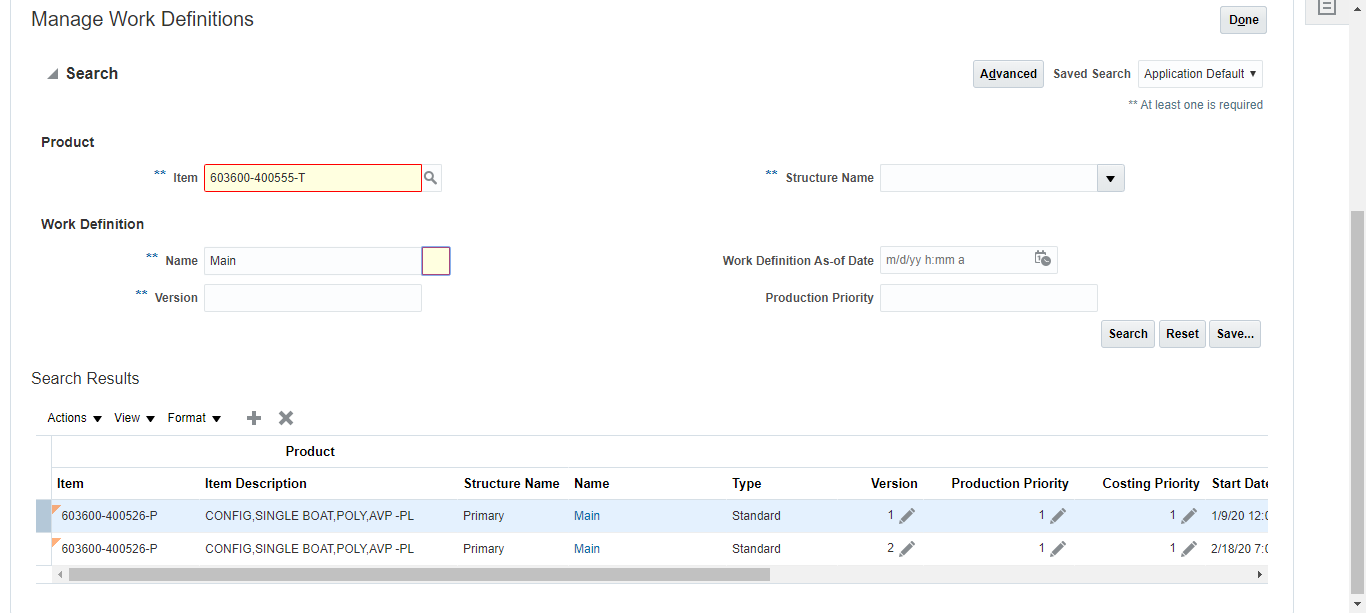 Manage Work Definitions
Done
Search
Advanced Saved Search Application Default
** At least one is required
Product
** Item 603600-400555-T ** Structure Name
Work Definition
** Name Main Work Definition As-of Date m/d/yy h:mm a
** Version Production Priority
Search Reset Save...
Search Results
Actions View Format
Product
Item Item Description Structure Name Name Type Version Production Priority Costing Priority Start Date
603600-400526-P CONFIG,SINGLE BOAT,POLY,AVP -PL Primary Main Standard 1 1 1 1/9/20 12:0
603600-400526-P CONFIG,SINGLE BOAT,POLY,AVP -PL Primary Main Standard 2 1 1 2/18/20 7:0